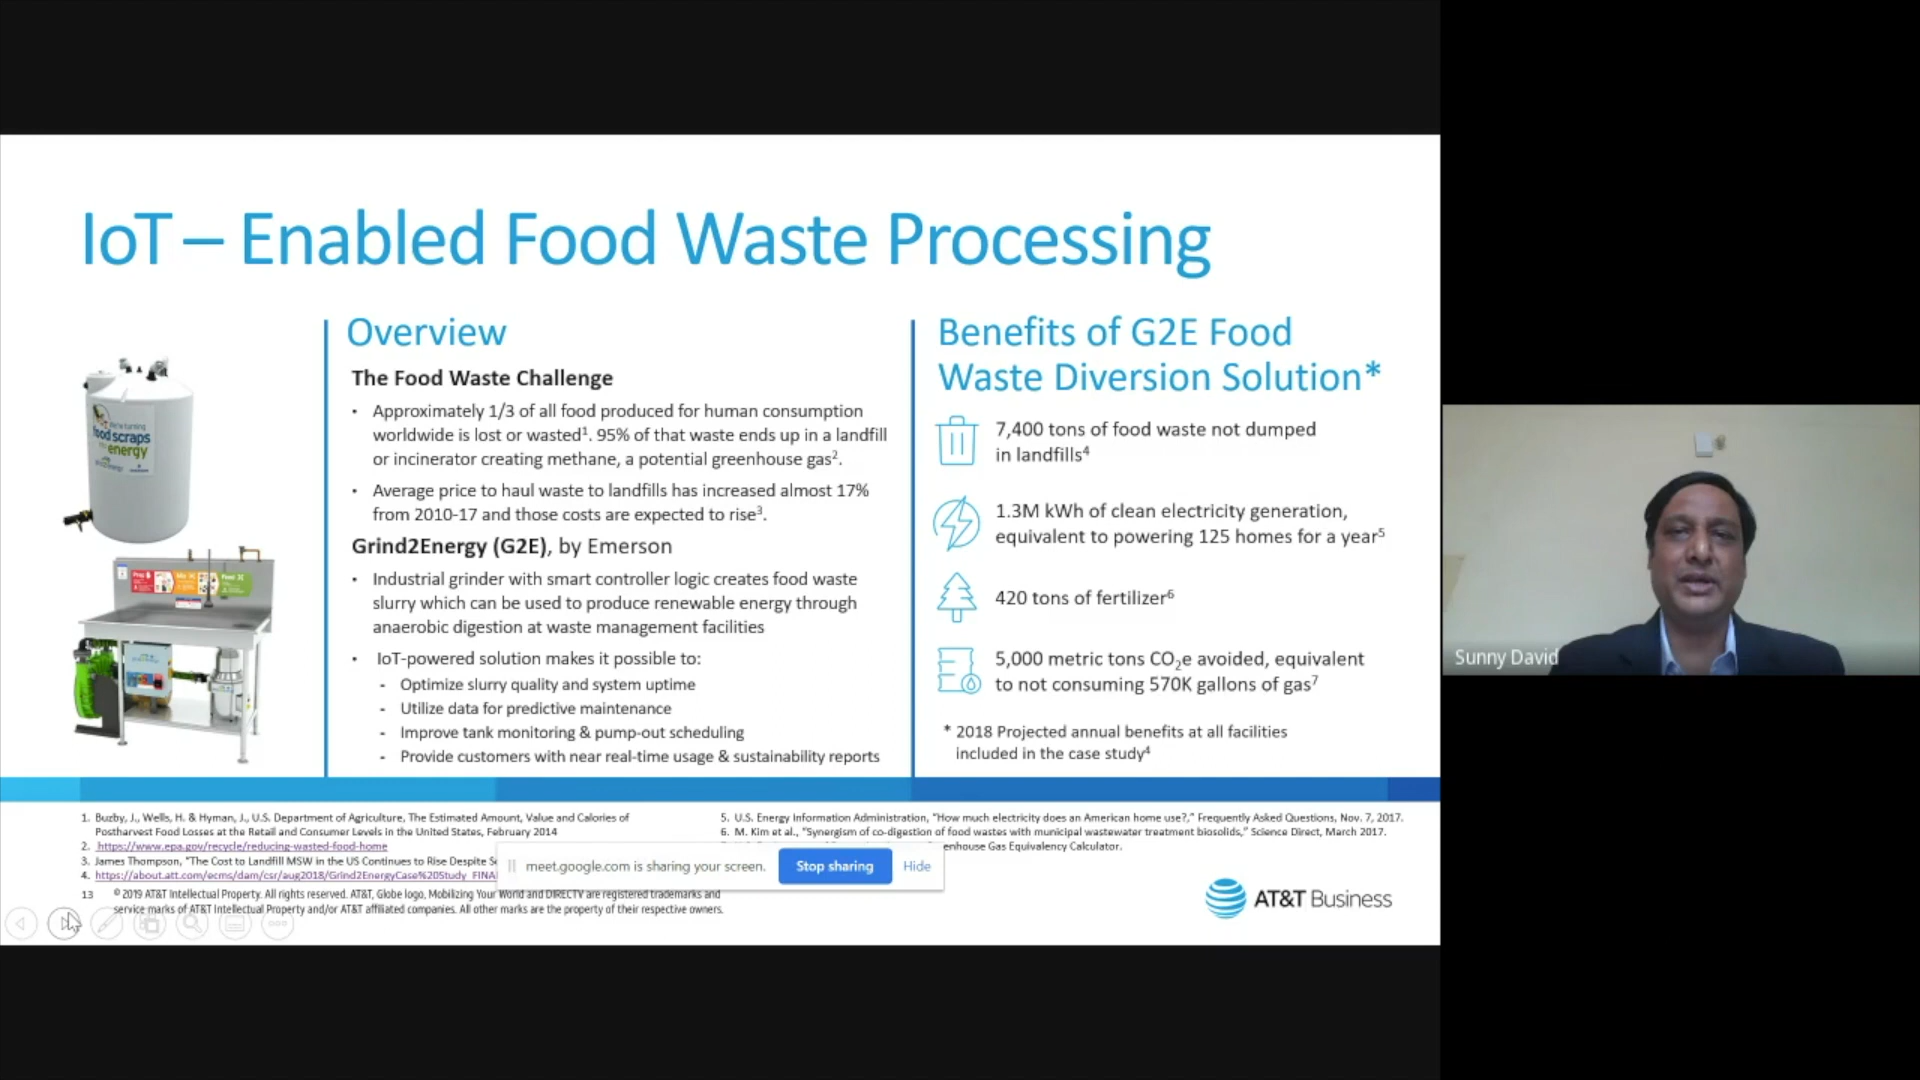 IoT – Enabled Food Waste Processing
We're turning
food scraps
energy
Overview
The Food Waste Challenge
• Approximately 1/3 of all food produced for human consumption
worldwide is lost or wasted1. 95% of that waste ends up in a landfill
or incinerator creating methane, a potential greenhouse gas2.
• Average price to haul waste to landfills has increased almost 17%
from 2010-17 and those costs are expected to rise3.
Grind2Energy (G2E), by Emerson
• Industrial grinder with smart controller logic creates food waste
slurry which can be used to produce renewable energy through
anaerobic digestion at waste management facilities
• IoT-powered solution makes it possible to:
- Optimize slurry quality and system uptime
- Utilize data for predictive maintenance
- Improve tank monitoring & pump-out scheduling
- Provide customers with near real-time usage & sustainability reports
Benefits of G2E Food
Waste Diversion Solution*
7,400 tons of food waste not dumped
in landfills4
1.3M kWh of clean electricity generation,
equivalent to powering 125 homes for a year5
420 tons of fertilizer6
5,000 metric tons CO2e avoided, equivalent
to not consuming 570K gallons of gas7
* 2018 Projected annual benefits at all facilities
included in the case study4
1. Buzby, J., Wells, H. & Hyman, J., U.S. Department of Agriculture, The Estimated Amount, Value and Calories of
Postharvest Food Losses at the Retail and Consumer Levels in the United States, February 2014
2. https://www.epa.gov/recycle/reducing-wasted-food-home
3. James Thompson, "The Cost to Landfill MSW in the US Continues to Rise Despite
4. https://about.att.com/ecms/dam/csr/aug2018/Grind2EnergyCase%20Study_FINA
5. U.S. Energy Information Administration, "How much electricity does an American home use?," Frequently Asked Questions, Nov. 7, 2017.
6. M. Kim et al., "Synergism of co-digestion of food wastes with municipal wastewater treatment biosolids," Science Direct, March 2017.
Gas Equivalency Calculator.
meet.google.com is sharing your screen.
Stop sharing
Hide
13
© 2019 AT&T Intellectual Property. All rights reserved. AT&T, Globe logo, Mobilizing Your World and DIRECTV are registered trademarks and
service marks of AT&T Intellectual Property and/or AT&T affiliated companies. All other marks are the property of their respective owners.
AT&T Business
Sunny David